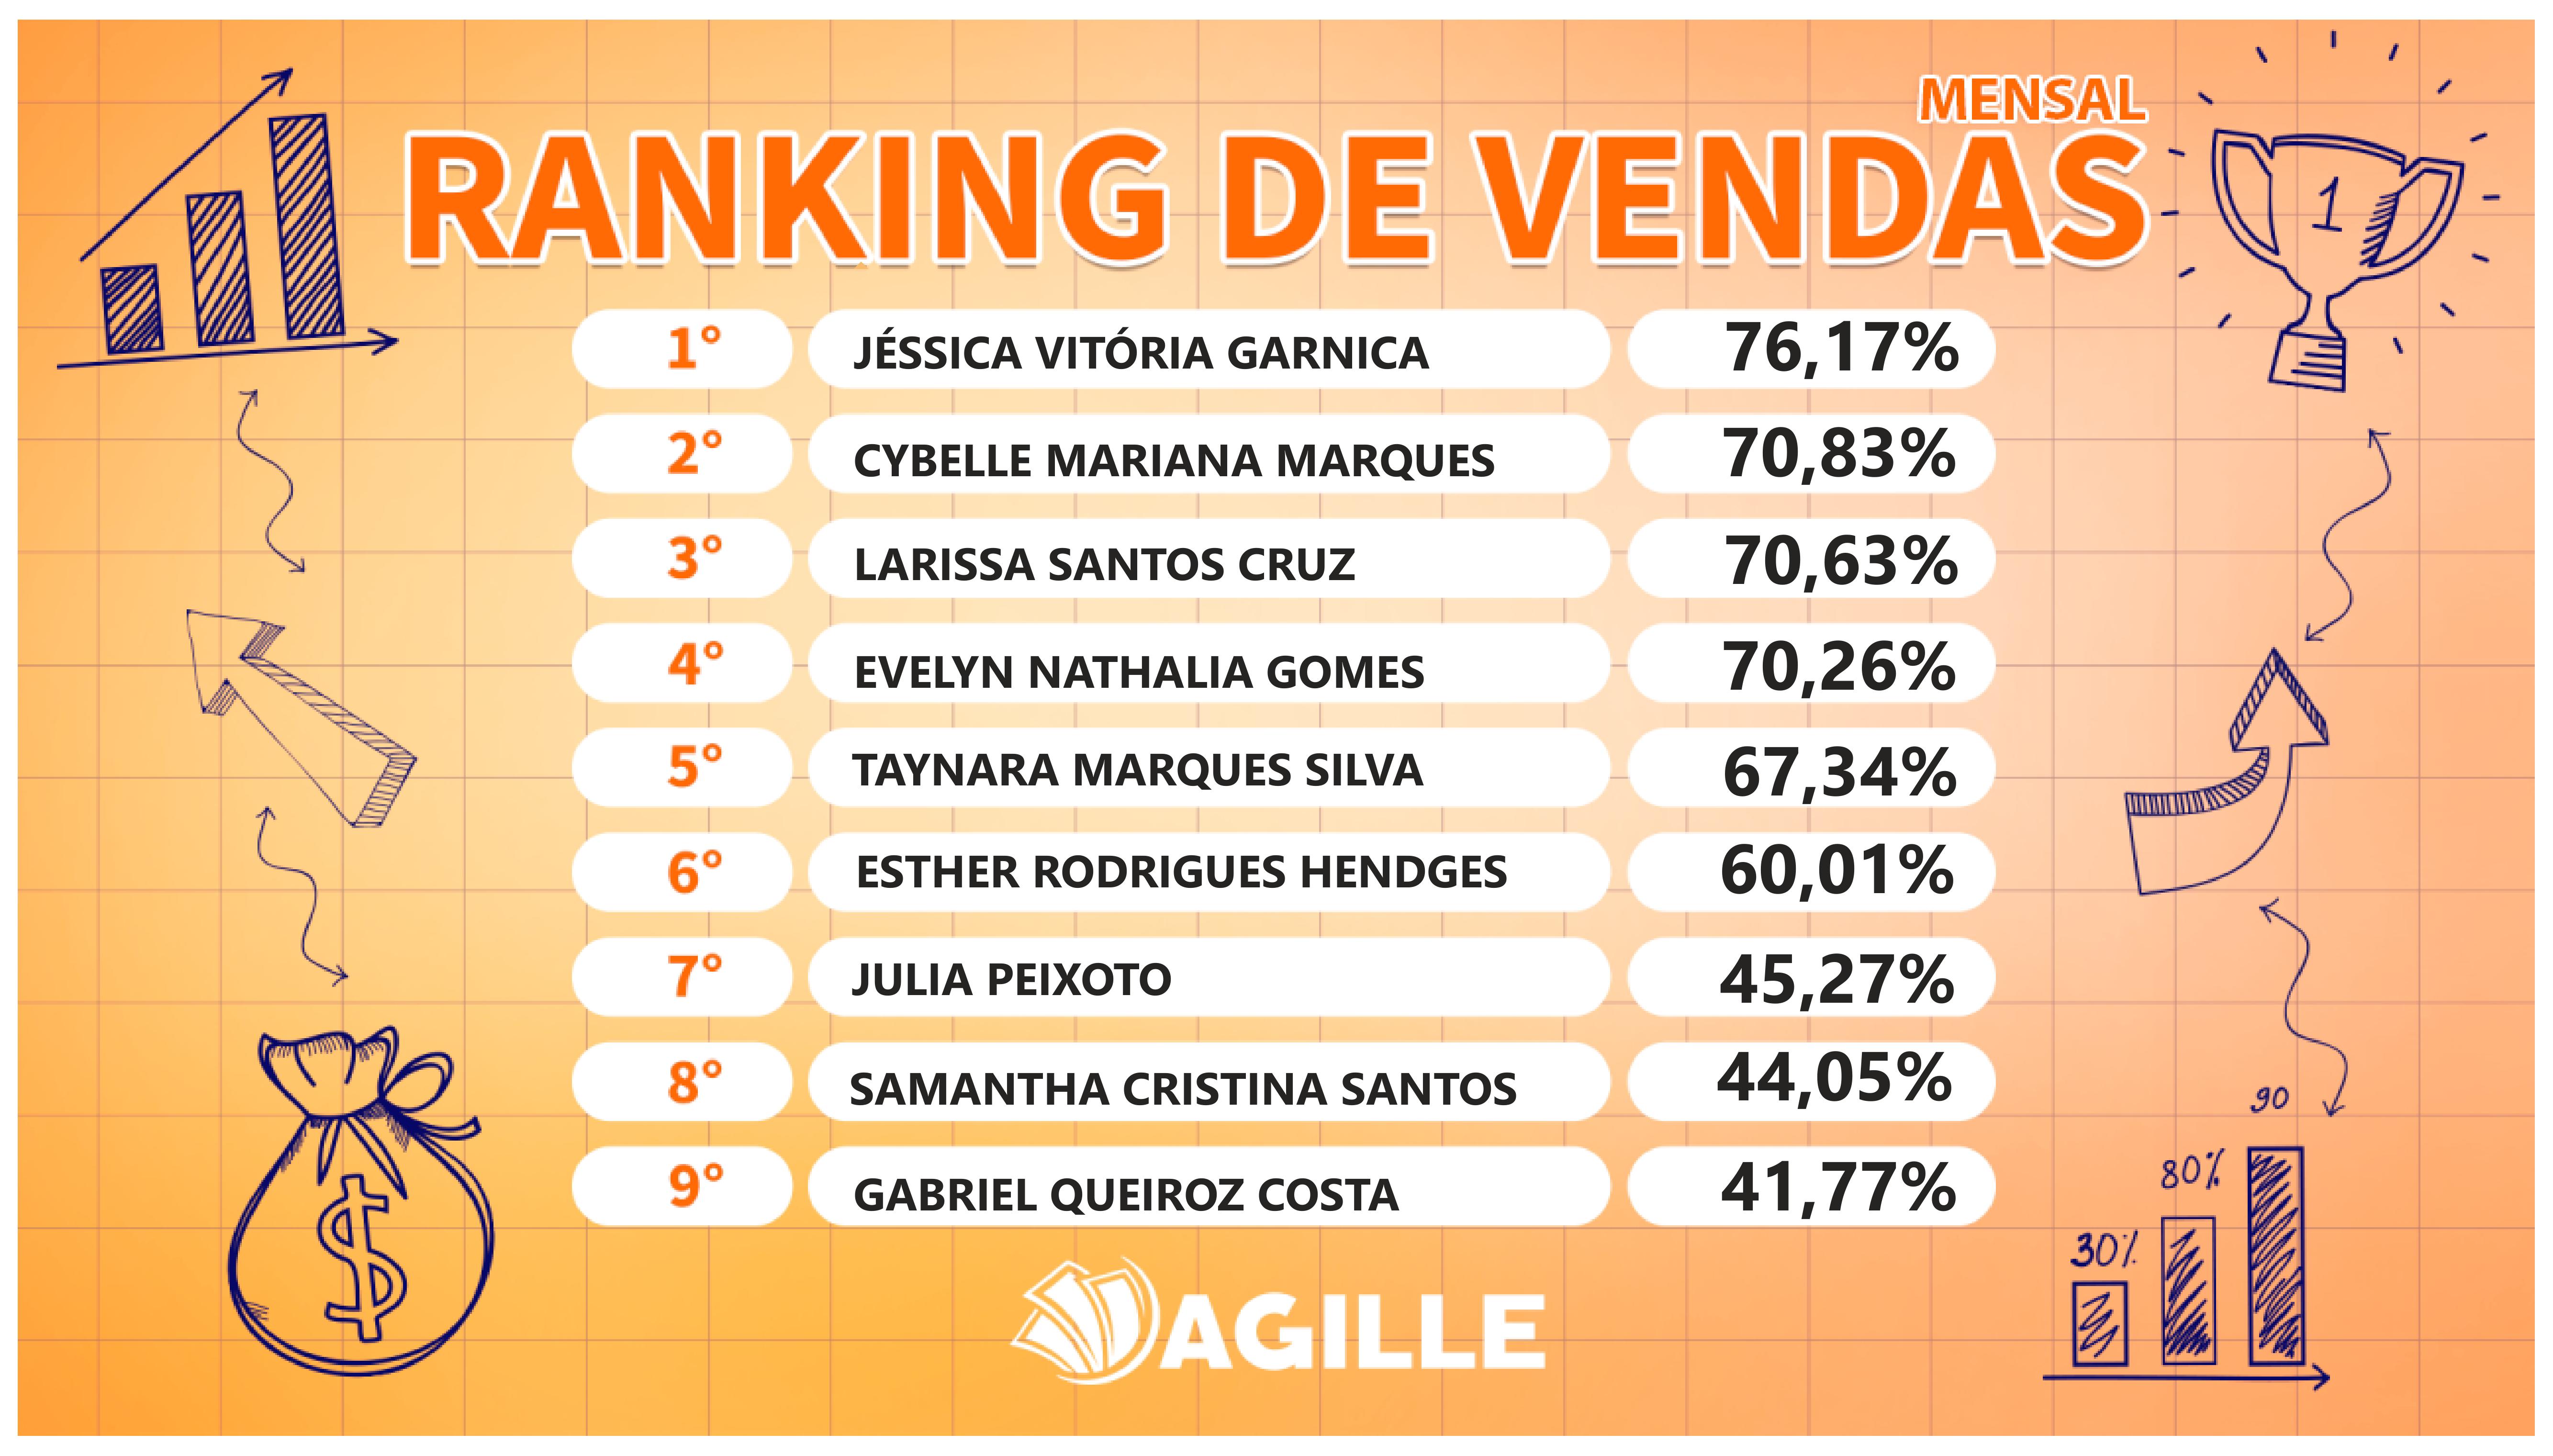 MENSAL
RANKING DE VENDAS
1
1° JÉSSICA VITÓRIA GARNICA 76,17%
2° CYBELLE MARIANA MARQUES 70,83%
3° LARISSA SANTOS CRUZ 70,63%
4° EVELYN NATHALIA GOMES 70,26%
5° TAYNARA MARQUES SILVA 67,34%
6° ESTHER RODRIGUES HENDGES 60,01%
7° JULIA PEIXOTO 45,27%
8° SAMANTHA CRISTINA SANTOS 44,05%
9° GABRIEL QUEIROZ COSTA 41,77%
$
90
80%
30%
AGILLE